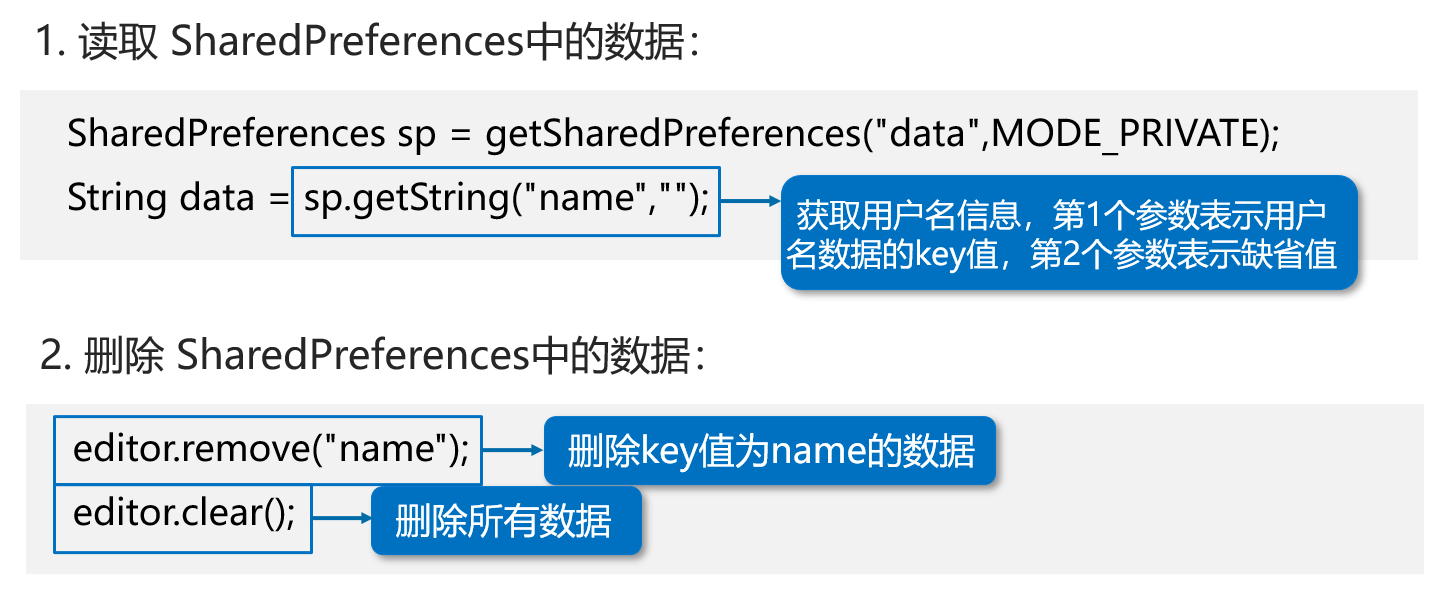 1. 读取 SharedPreferences中的数据：
SharedPreferences sp = getSharedPreferences("data",MODE_PRIVATE);
String data = sp.getString("name","");
获取用户名信息，第1个参数表示用户
名数据的key值，第2个参数表示缺省值
2. 删除 SharedPreferences中的数据：
editor.remove("name");
删除key值为name的数据
editor.clear();
删除所有数据